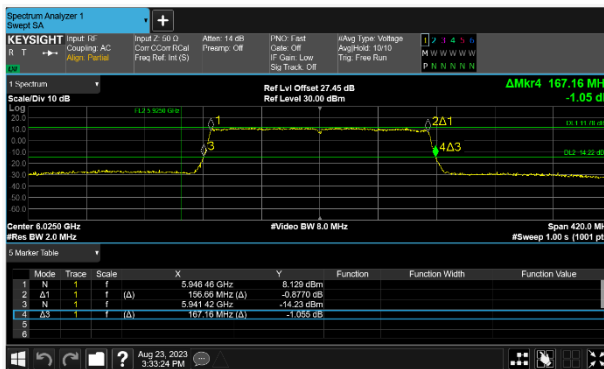 Spectrum Analyzer 1
Swept SA
KEYSIGHT
R T
Input: RF
Coupling: AC
Align: Partial
Input Z: 50 Ω
Corr CCorr RCal
Freq Ref: Int (S)
Atten: 14 dB
Preamp: Off
PNO: Fast
Gate: Off
IF Gain: Low
Sig Track: Off
#Avg Type: Voltage
Avg|Hold: 10/10
Trig: Free Run
1 2 3 4 5 6
M W W W W W
P N N N N N
1 Spectrum
Scale/Div 10 dB
Ref Lvl Offset 27.45 dB
Ref Level 30.00 dBm
ΔMkr4 167.16 MH
-1.05 d
Log
20.0
10.0
0.00
10.0
20.0
30.0
40.0
50.0
60.0
1
2Δ1
3
4Δ3
Center 6.0250 GHz
#Res BW 2.0 MHz
#Video BW 8.0 MHz
Span 420.0 M
#Sweep 1.00 s (1001 pt
5 Marker Table
Mode Trace Scale X Y Function Function Width Function Value
1 N 1 f 5.946 46 GHz 8.129 dBm
2 Δ1 1 f (Δ) 156.66 MHz (Δ) -0.8770 dB
3 N 1 f 5.941 42 GHz -14.23 dBm
4 Δ3 1 f (Δ) 167.16 MHz (Δ) -1.055 dB
5
6
?
Aug 23, 2023
3:33:24 PM